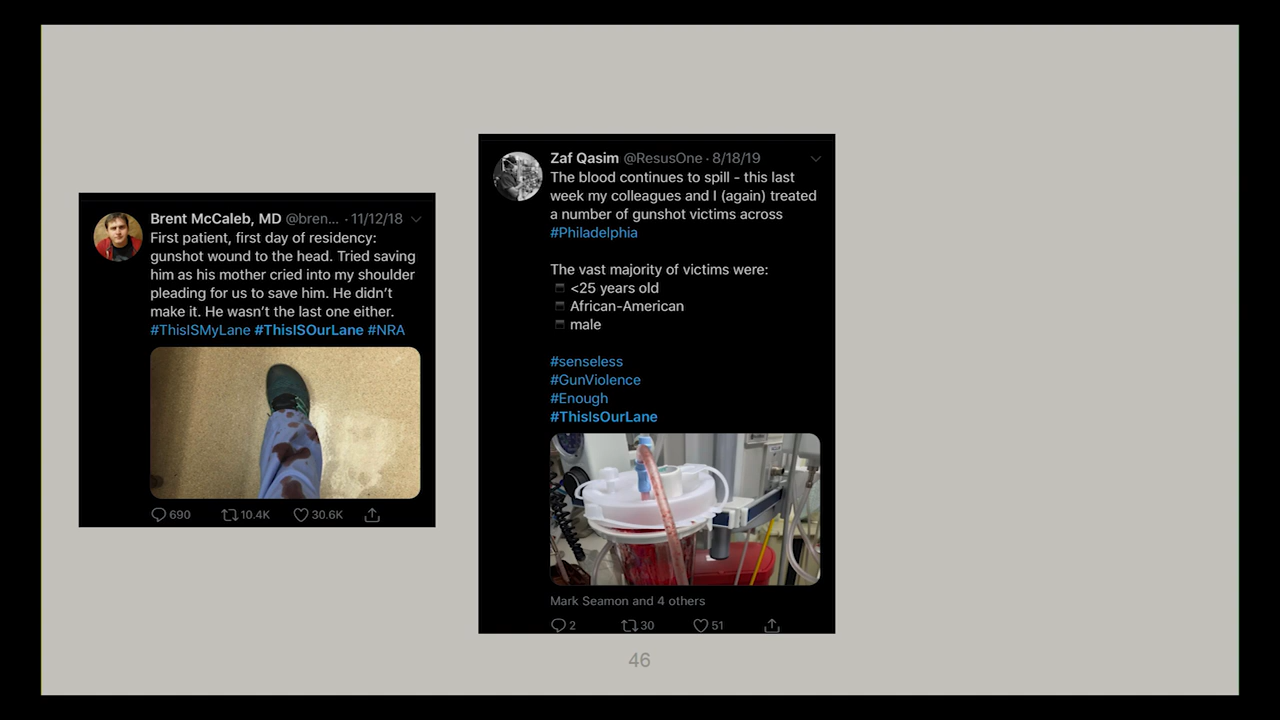 Brent McCaleb, MD @bren... · 11/12/18
First patient, first day of residency:
gunshot wound to the head. Tried saving
him as his mother cried into my shoulder
pleading for us to save him. He didn't
make it. He wasn't the last one either.
#ThisISMyLane #ThisISOurLane #NRA
690 10.4K 30.6K
Zaf Qasim @ResusOne · 8/18/19
The blood continues to spill - this last
week my colleagues and I (again) treated
a number of gunshot victims across
#Philadelphia
The vast majority of victims were:
<25 years old
African-American
male
#senseless
#GunViolence
#Enough
#ThisIsOurLane
Mark Seamon and 4 others
2 30 51
46